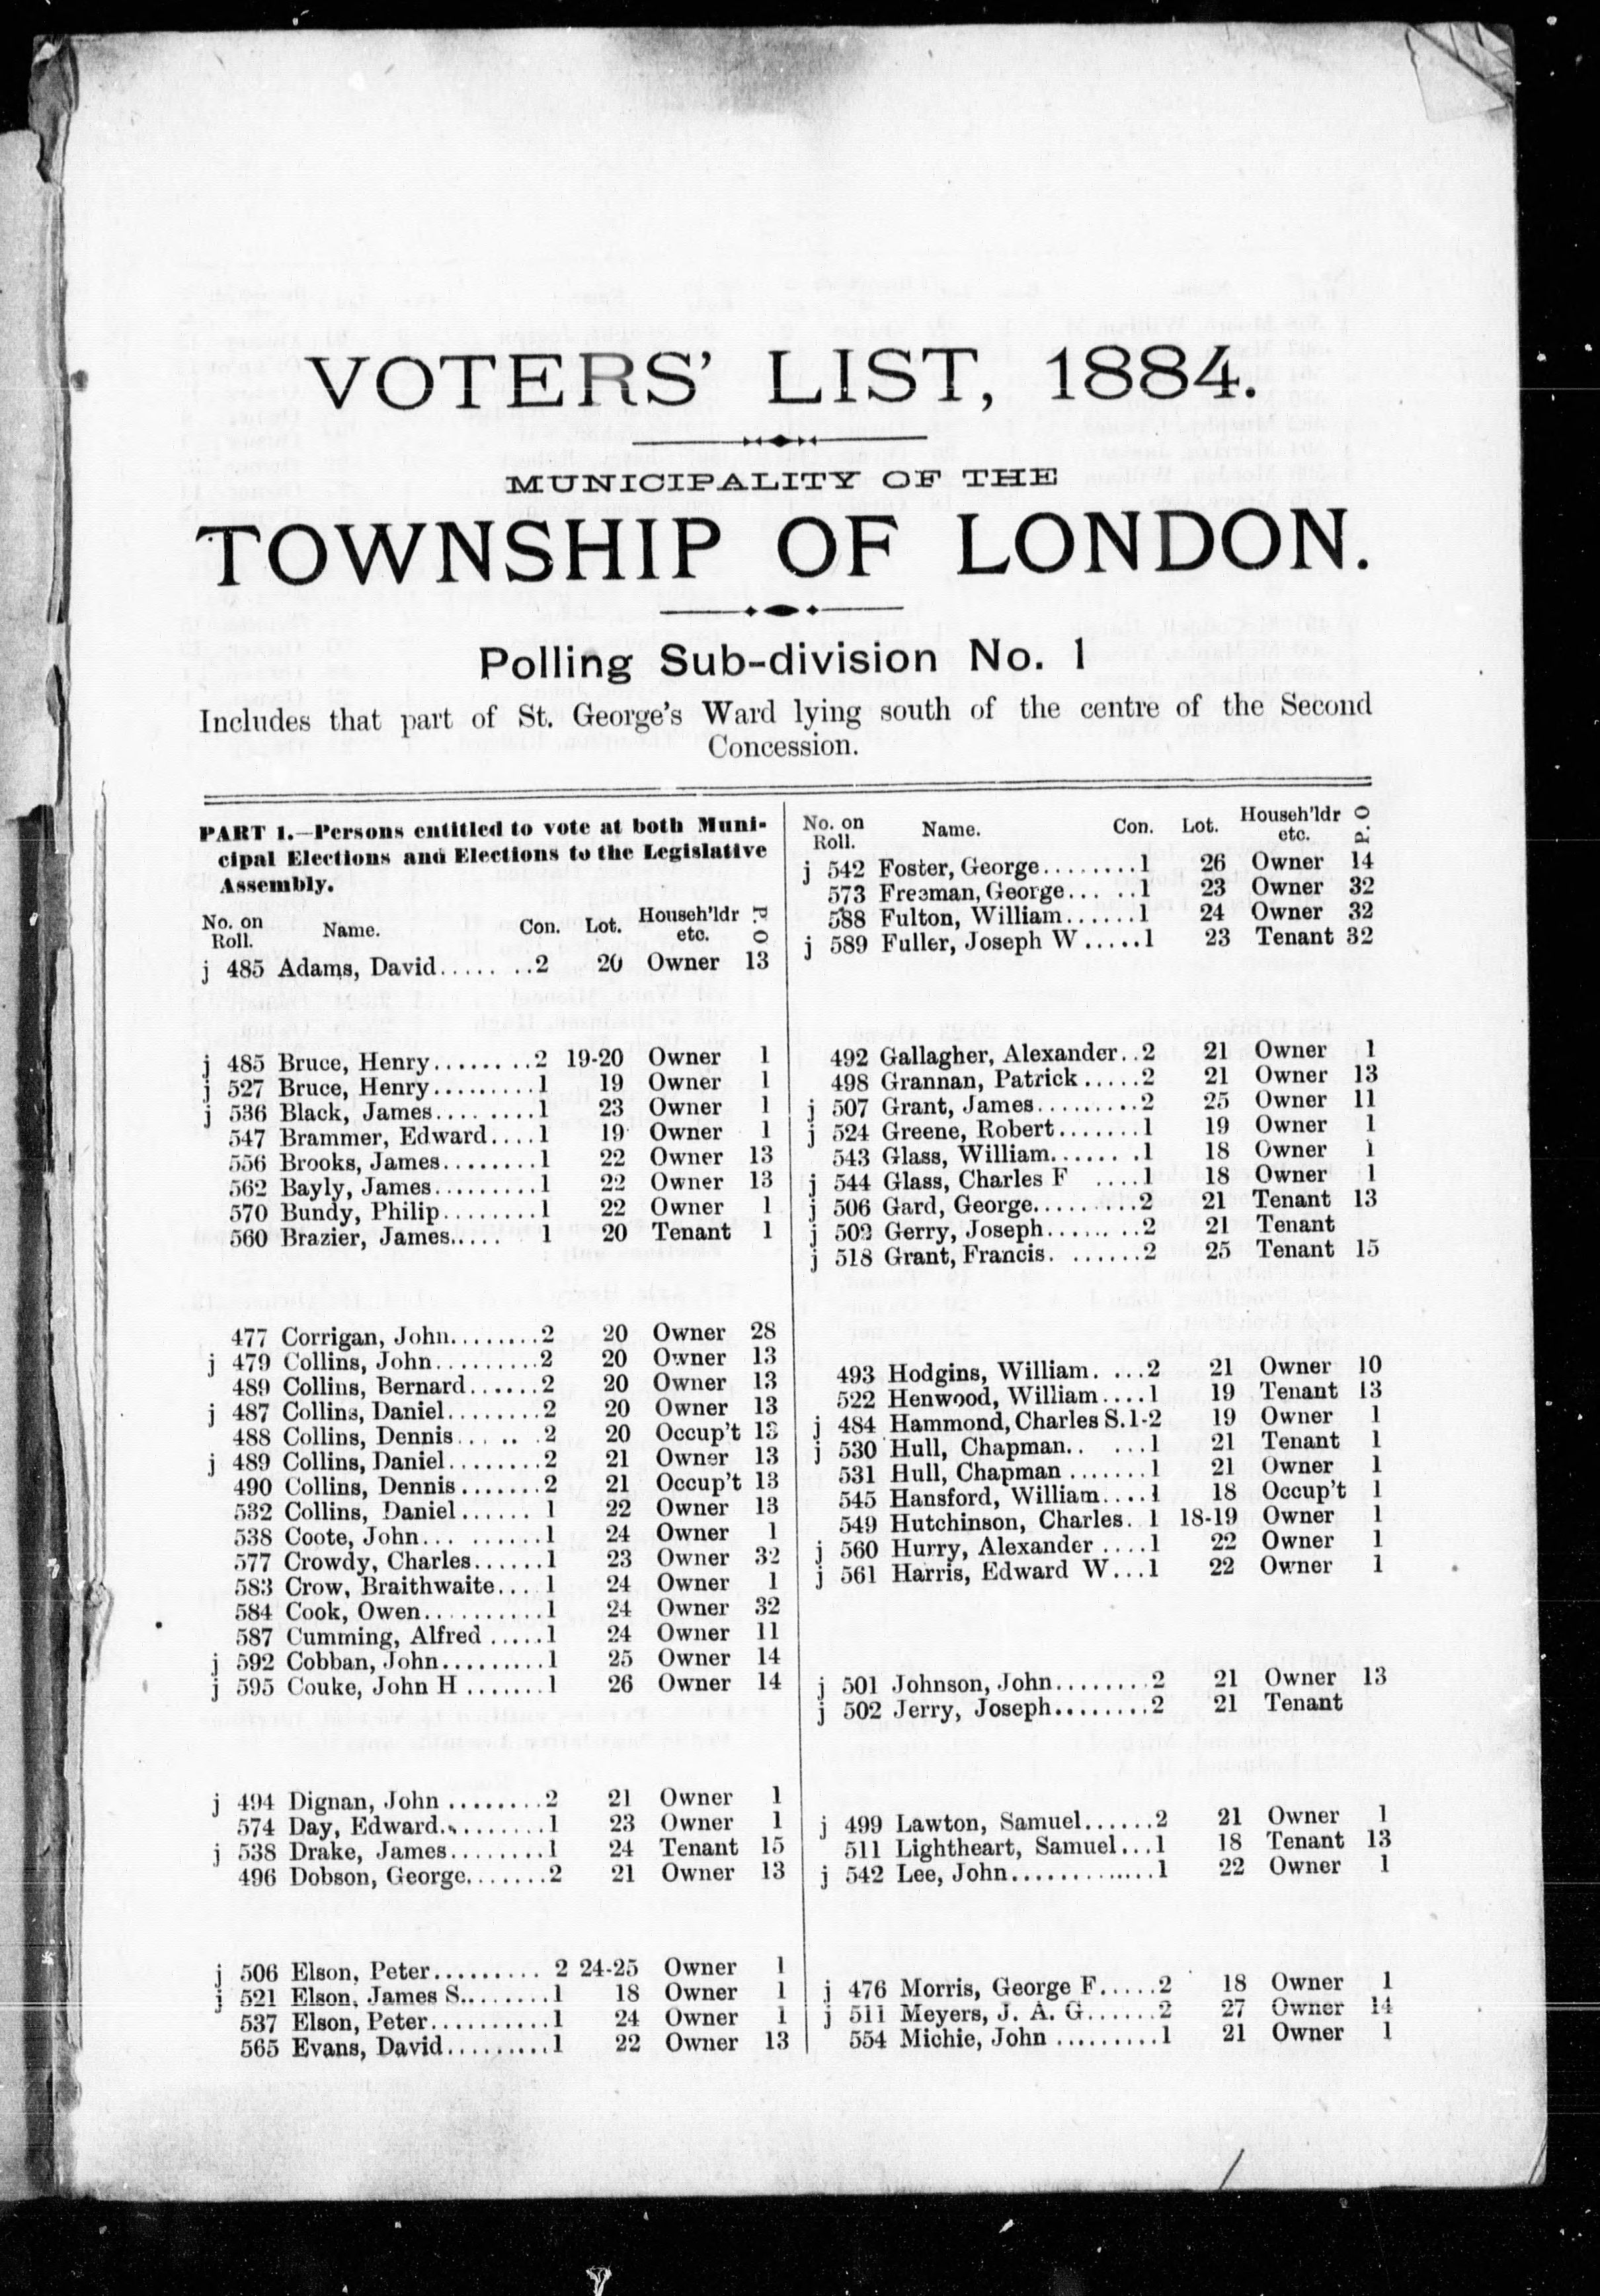 VOTERS' LIST, 1884.
MUNICIPALITY OF THE
TOWNSHIP OF LONDON.
Polling Sub-division No. 1
Includes that part of St. George's Ward lying south of the centre of the Second
Concession.
PART 1.—Persons entitled to vote at both Muni-
cipal Elections and Elections to the Legislative
Assembly.
No. on Roll. Name. Con. Lot. Househ'ldr etc. P. O
j 485 Adams, David....... ..2 20 Owner 13
j 485 Bruce, Henry........ ..2 19-20 Owner 1
j 527 Bruce, Henry.........1 19 Owner 1
j 536 Black, James.... .....1 23 Owner 1
547 Brammer, Edward....1 19 Owner 1
556 Brooks, James........1 22 Owner 13
562 Bayly, James.........1 22 Owner 13
570 Bundy, Philip........1 22 Owner 1
560 Brazier, James..... 1 20 Tenant 1
477 Corrigan, John........2 20 Owner 28
j 479 Collins, John.........2 20 Owner 13
489 Collins, Bernard......2 20 Owner 13
j 487 Collins, Daniel........2 20 Owner 13
488 Collins, Dennis... .. .2 20 Occup't 13
j 489 Collins, Daniel........2 21 Owner 13
490 Collins, Dennis.......2 21 Occup't 13
532 Collins, Daniel...... 1 22 Owner 13
538 Coote, John... ......1 24 Owner 1
577 Crowdy, Charles......1 23 Owner 32
583 Crow, Braithwaite... 1 24 Owner 1
584 Cook, Owen..........1 24 Owner 32
587 Cumming, Alfred .....1 24 Owner 11
j 592 Cobban, John.........1 25 Owner 14
j 595 Couke, John H .......1 26 Owner 14
j 494 Dignan, John ........2 21 Owner 1
574 Day, Edward..........1 23 Owner 1
j 538 Drake, James........1 24 Tenant 15
496 Dobson, George.......2 21 Owner 13
j 506 Elson, Peter......... 2 24-25 Owner 1
j 521 Elson, James S........1 18 Owner 1
537 Elson, Peter..........1 24 Owner 1
565 Evans, David.........1 22 Owner 13
No. on Roll. Name. Con. Lot. Househ'ldr etc. P. O
j 542 Foster, George........1 26 Owner 14
573 Freeman, George... ..1 23 Owner 32
588 Fulton, William......1 24 Owner 32
j 589 Fuller, Joseph W .....1 23 Tenant 32
492 Gallagher, Alexander..2 21 Owner 1
498 Grannan, Patrick .....2 21 Owner 13
j 507 Grant, James.........2 25 Owner 11
j 524 Greene, Robert.......1 19 Owner 1
543 Glass, William...... .1 18 Owner 1
j 544 Glass, Charles F ....1 18 Owner 1
j 506 Gard, George.........2 21 Tenant 13
j 502 Gerry, Joseph...... ..2 21 Tenant
j 518 Grant, Francis. ......2 25 Tenant 15
493 Hodgins, William. ...2 21 Owner 10
522 Henwood, William....1 19 Tenant 13
j 484 Hammond, Charles S.1-2 19 Owner 1
j 530 Hull, Chapman.. ...1 21 Tenant 1
531 Hull, Chapman .......1 21 Owner 1
545 Hansford, William....1 18 Occup't 1
549 Hutchinson, Charles. 1 18-19 Owner 1
j 560 Hurry, Alexander ....1 22 Owner 1
j 561 Harris, Edward W...1 22 Owner 1
j 501 Johnson, John........2 21 Owner 13
j 502 Jerry, Joseph........2 21 Tenant
j 499 Lawton, Samuel......2 21 Owner 1
511 Lightheart, Samuel...1 18 Tenant 13
j 542 Lee, John.............1 22 Owner 1
j 476 Morris, George F.....2 18 Owner 1
j 511 Meyers, J. A. G......2 27 Owner 14
554 Michie, John .........1 21 Owner 1